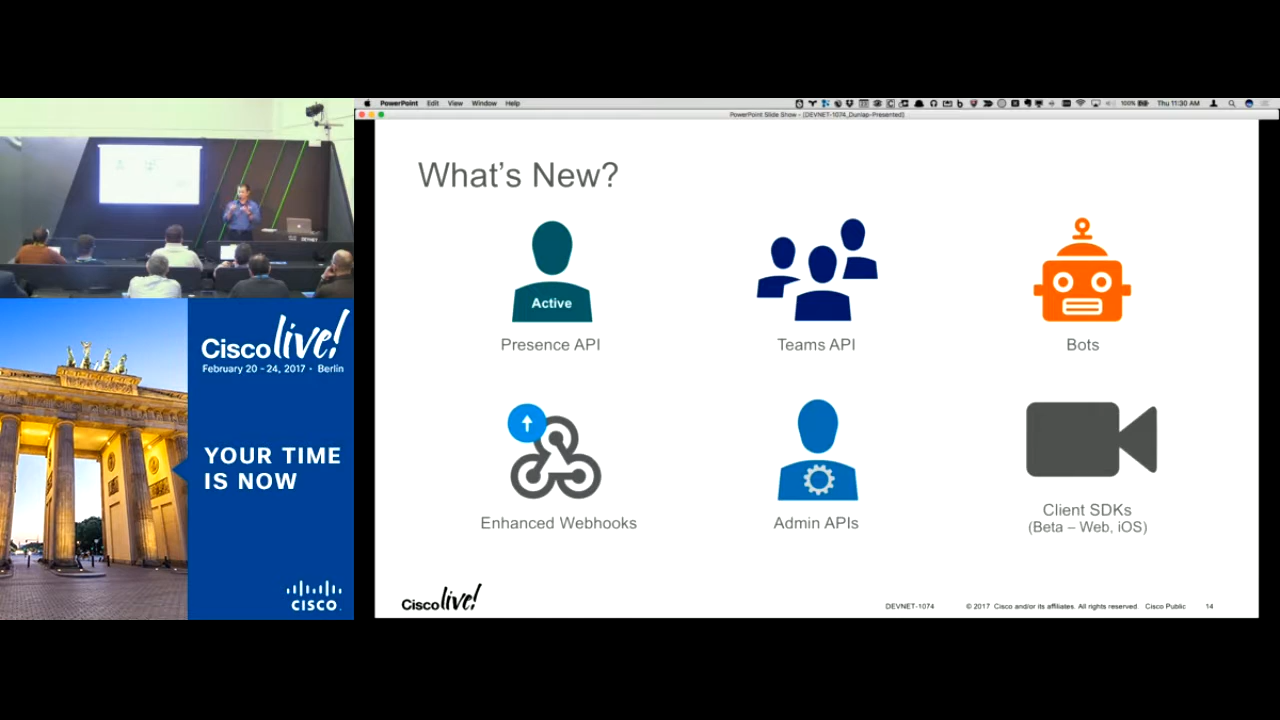 PowerPoint Edit View Window Help
100% Thu 11:30 AM
PowerPoint Slide Show - [DEVNET-1074_Dunlap-Presented]
What's New?
Active
Presence API
Teams API
Bots
Enhanced Webhooks
Admin APIs
Client SDKs
(Beta – Web, iOS)
Cisco live!
DEVNET-1074
© 2017 Cisco and/or its affiliates. All rights reserved. Cisco Public
14
DEVNET
Cisco live!
February 20 - 24, 2017 • Berlin
YOUR TIME
IS NOW
CISCO.